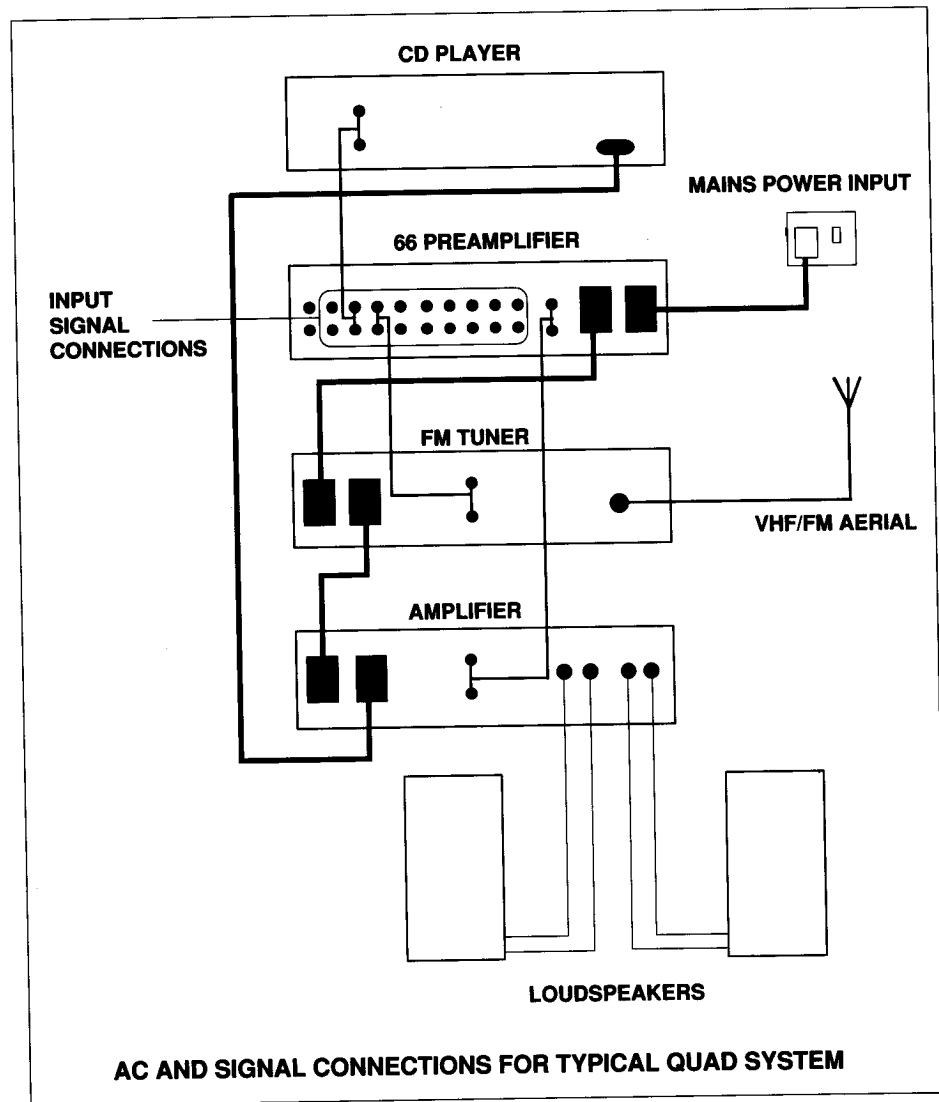 CD PLAYER
MAINS POWER INPUT
66 PREAMPLIFIER
INPUT
SIGNAL
CONNECTIONS
FM TUNER
VHF/FM AERIAL
AMPLIFIER
LOUDSPEAKERS
AC AND SIGNAL CONNECTIONS FOR TYPICAL QUAD SYSTEM